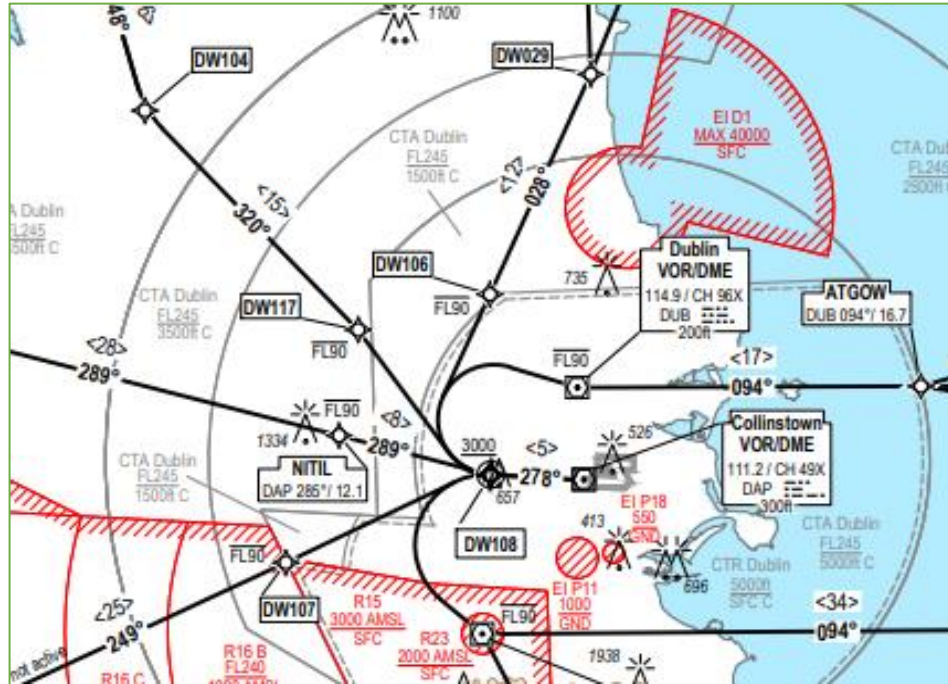 48°
<5>
1100
DW104
DW029
CTA Dublin
FL245
1500ft C
EI D1
MAX 40000
SFC
CTA Du
FL24
2500ft
<12>
028°
<15>
320°
A Dublin
L245
500ft C
DW106
FL90
735
Dublin
VOR/DME
114.9 / CH 96X
DUB
200ft
ATGOW
DUB 094°/ 16.7
CTA Dublin
FL245
3500ft C
DW117
FL90
<28>
289°
FL90
<17>
094°
1334
FL90
<8>
289°
NITIL
DAP 285°/ 12.1
3000
<5>
278°
526
657
Collinstown
VOR/DME
111.2 / CH 49X
DAP
300ft
CTA Dublin
FL245
1500ft C
DW108
EI P18
550
GND
413
696
EI P11
1000
GND
CTR Dublin
5000ft
SFC C
CTA Dublin
FL245
5000ft C
FL90
DW107
<25>
249°
R15
3000 AMSL
SFC
R23
2000 AMSL
SFC
FL90
<34>
094°
not active
R16 C
R16 B
FL240
1938